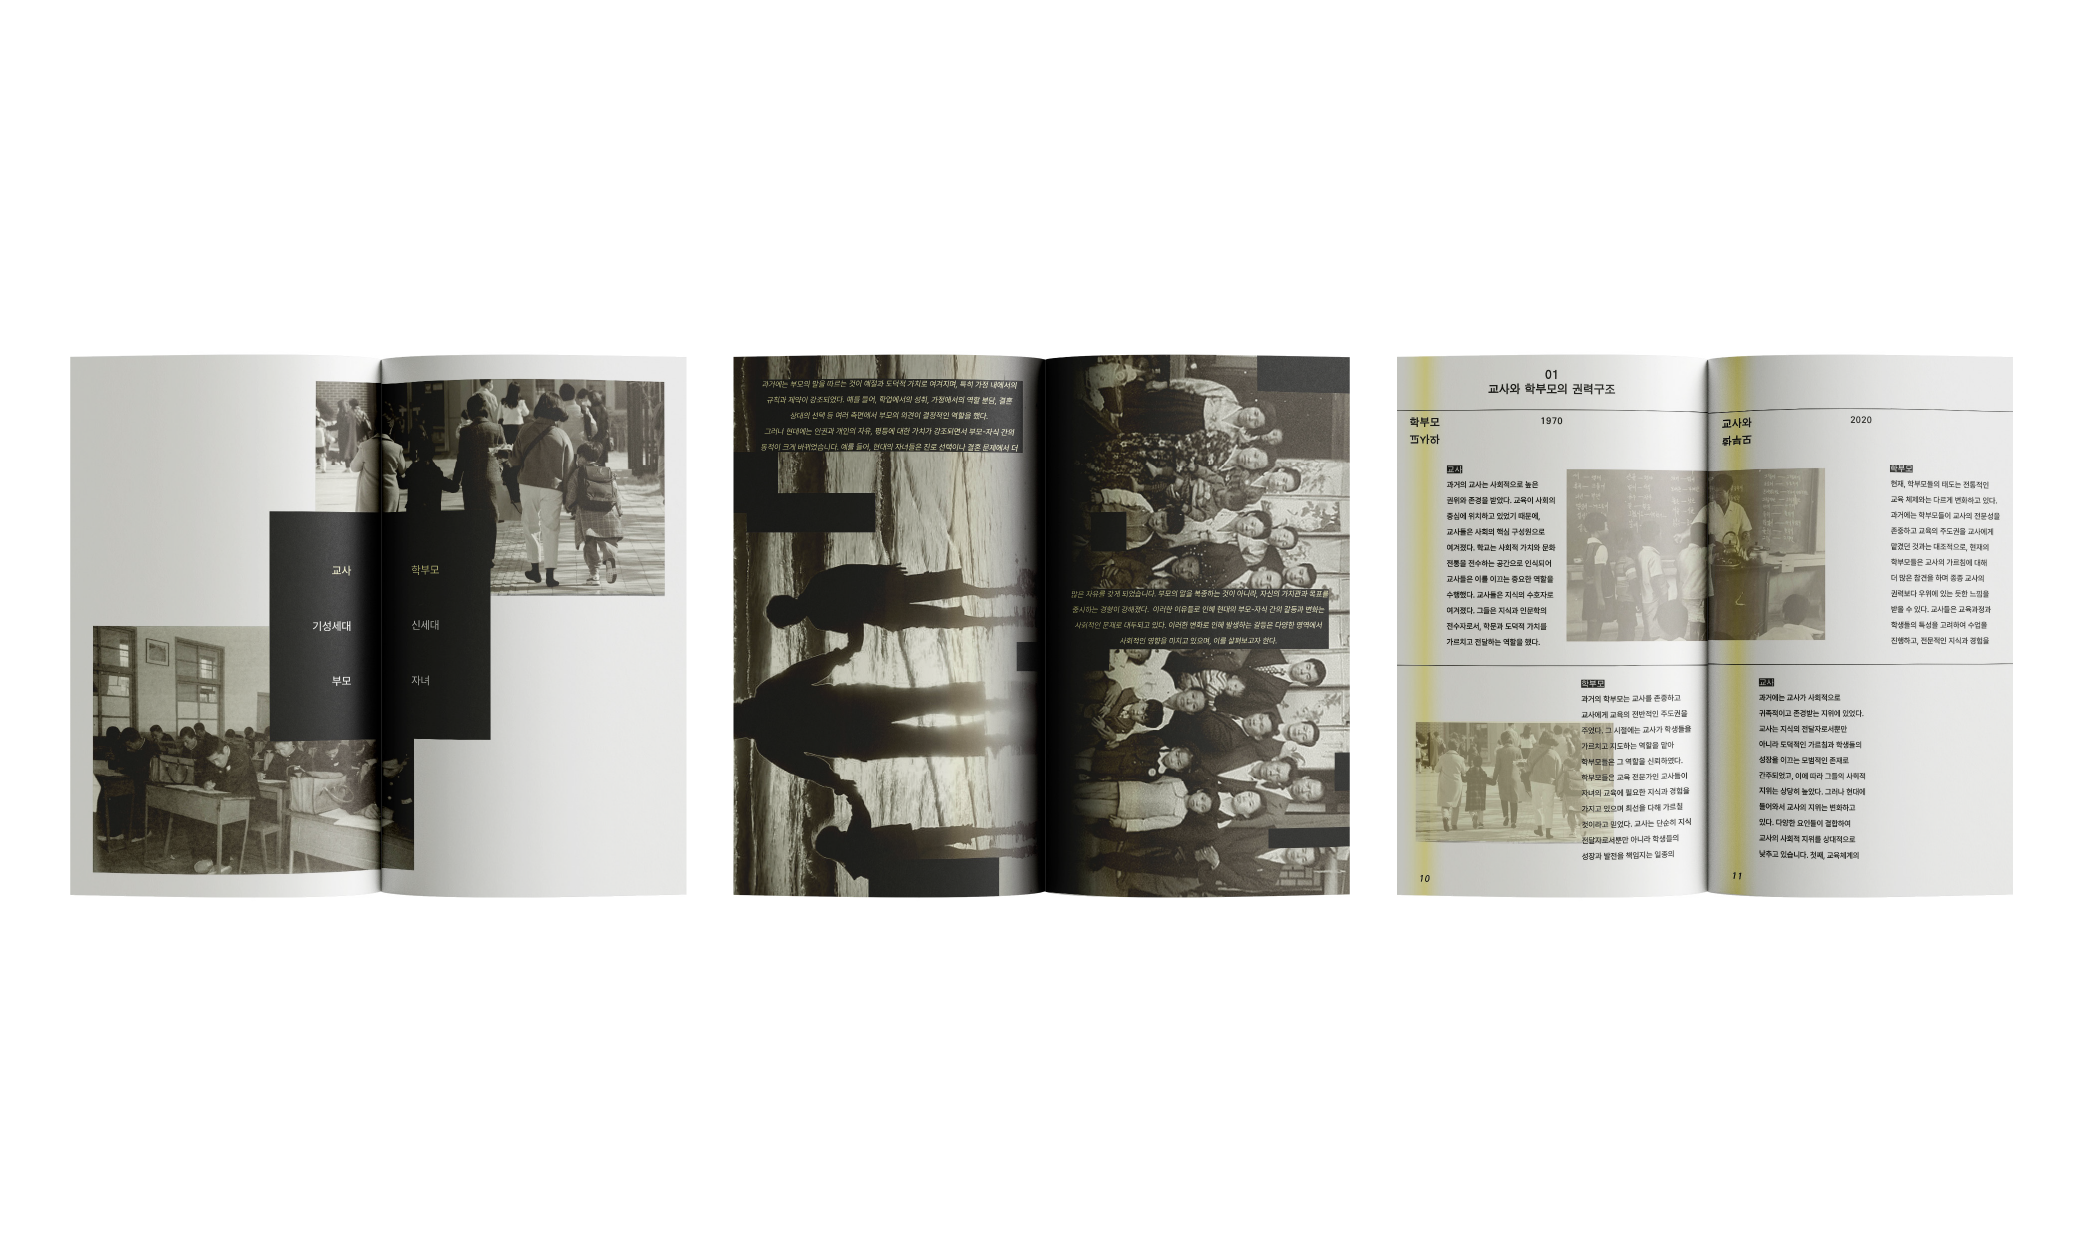 교사
학부모
기성세대
신세대
부모
자녀
과거에는 부모의 말을 따르는 것이 예절과 도덕적 가치로 여겨지며, 특히 가정 내에서의
규칙과 제약이 강조되었다. 예를 들어, 학업에서의 성취, 가정에서의 역할 분담, 결혼
상대의 선택 등 여러 측면에서 부모의 의견이 결정적인 역할을 했다.
그러나 현대에는 인권과 개인의 자유, 평등에 대한 가치가 강조되면서 부모-자식 간의
동적이 크게 바뀌었습니다. 예를 들어, 현대의 자녀들은 진로 선택이나 결혼 문제에서 더
많은 자유를 갖게 되었습니다. 부모의 말을 복종하는 것이 아니라, 자신의 가치관과 목표를
중시하는 경향이 강해졌다. 이러한 이유들로 인해 현대의 부모-자식 간의 갈등과 변화는
사회적인 문제로 대두되고 있다. 이러한 변화로 인해 발생하는 갈등은 다양한 영역에서
사회적인 영향을 미치고 있으며, 이를 살펴보고자 한다.
01
교사와 학부모의 권력구조
학부모
교사와
1970
교사
과거의 교사는 사회적으로 높은
권위와 존경을 받았다. 교육이 사회의
중심에 위치하고 있었기 때문에,
교사들은 사회의 핵심 구성원으로
여겨졌다. 학교는 사회적 가치와 문화
전통을 전수하는 공간으로 인식되어
교사들은 이를 이끄는 중요한 역할을
수행했다. 교사들은 지식의 수호자로
여겨졌다. 그들은 지식과 인문학의
전수자로서, 학문과 도덕적 가치를
가르치고 전달하는 역할을 했다.
학부모
과거의 학부모는 교사를 존중하고
교사에게 교육의 전반적인 주도권을
주었다. 그 시절에는 교사가 학생들을
가르치고 지도하는 역할을 맡아
학부모들은 그 역할을 신뢰하였다.
학부모들은 교육 전문가인 교사들이
자녀의 교육에 필요한 지식과 경험을
가지고 있으며 최선을 다해 가르칠
것이라고 믿었다. 교사는 단순히 지식
전달자로서뿐만 아니라 학생들의
성장과 발전을 책임지는 일종의
10
교사와
학부모
2020
학부모
현재, 학부모들의 태도는 전통적인
교육 체제와는 다르게 변화하고 있다.
과거에는 학부모들이 교사의 전문성을
존중하고 교육의 주도권을 교사에게
맡겼던 것과는 대조적으로, 현재의
학부모들은 교사의 가르침에 대해
더 많은 참견을 하며 종종 교사의
권력보다 우위에 있는 듯한 느낌을
받을 수 있다. 교사들은 교육과정과
학생들의 특성을 고려하여 수업을
진행하고, 전문적인 지식과 경험을
교사
과거에는 교사가 사회적으로
귀족적이고 존경받는 지위에 있었다.
교사는 지식의 전달자로서뿐만
아니라 도덕적인 가르침과 학생들의
성장을 이끄는 모범적인 존재로
간주되었고, 이에 따라 그들의 사회적
지위는 상당히 높았다. 그러나 현대에
들어와서 교사의 지위는 변화하고
있다. 다양한 요인들이 결합하여
교사의 사회적 지위를 상대적으로
낮추고 있습니다. 첫째, 교육체계의
11